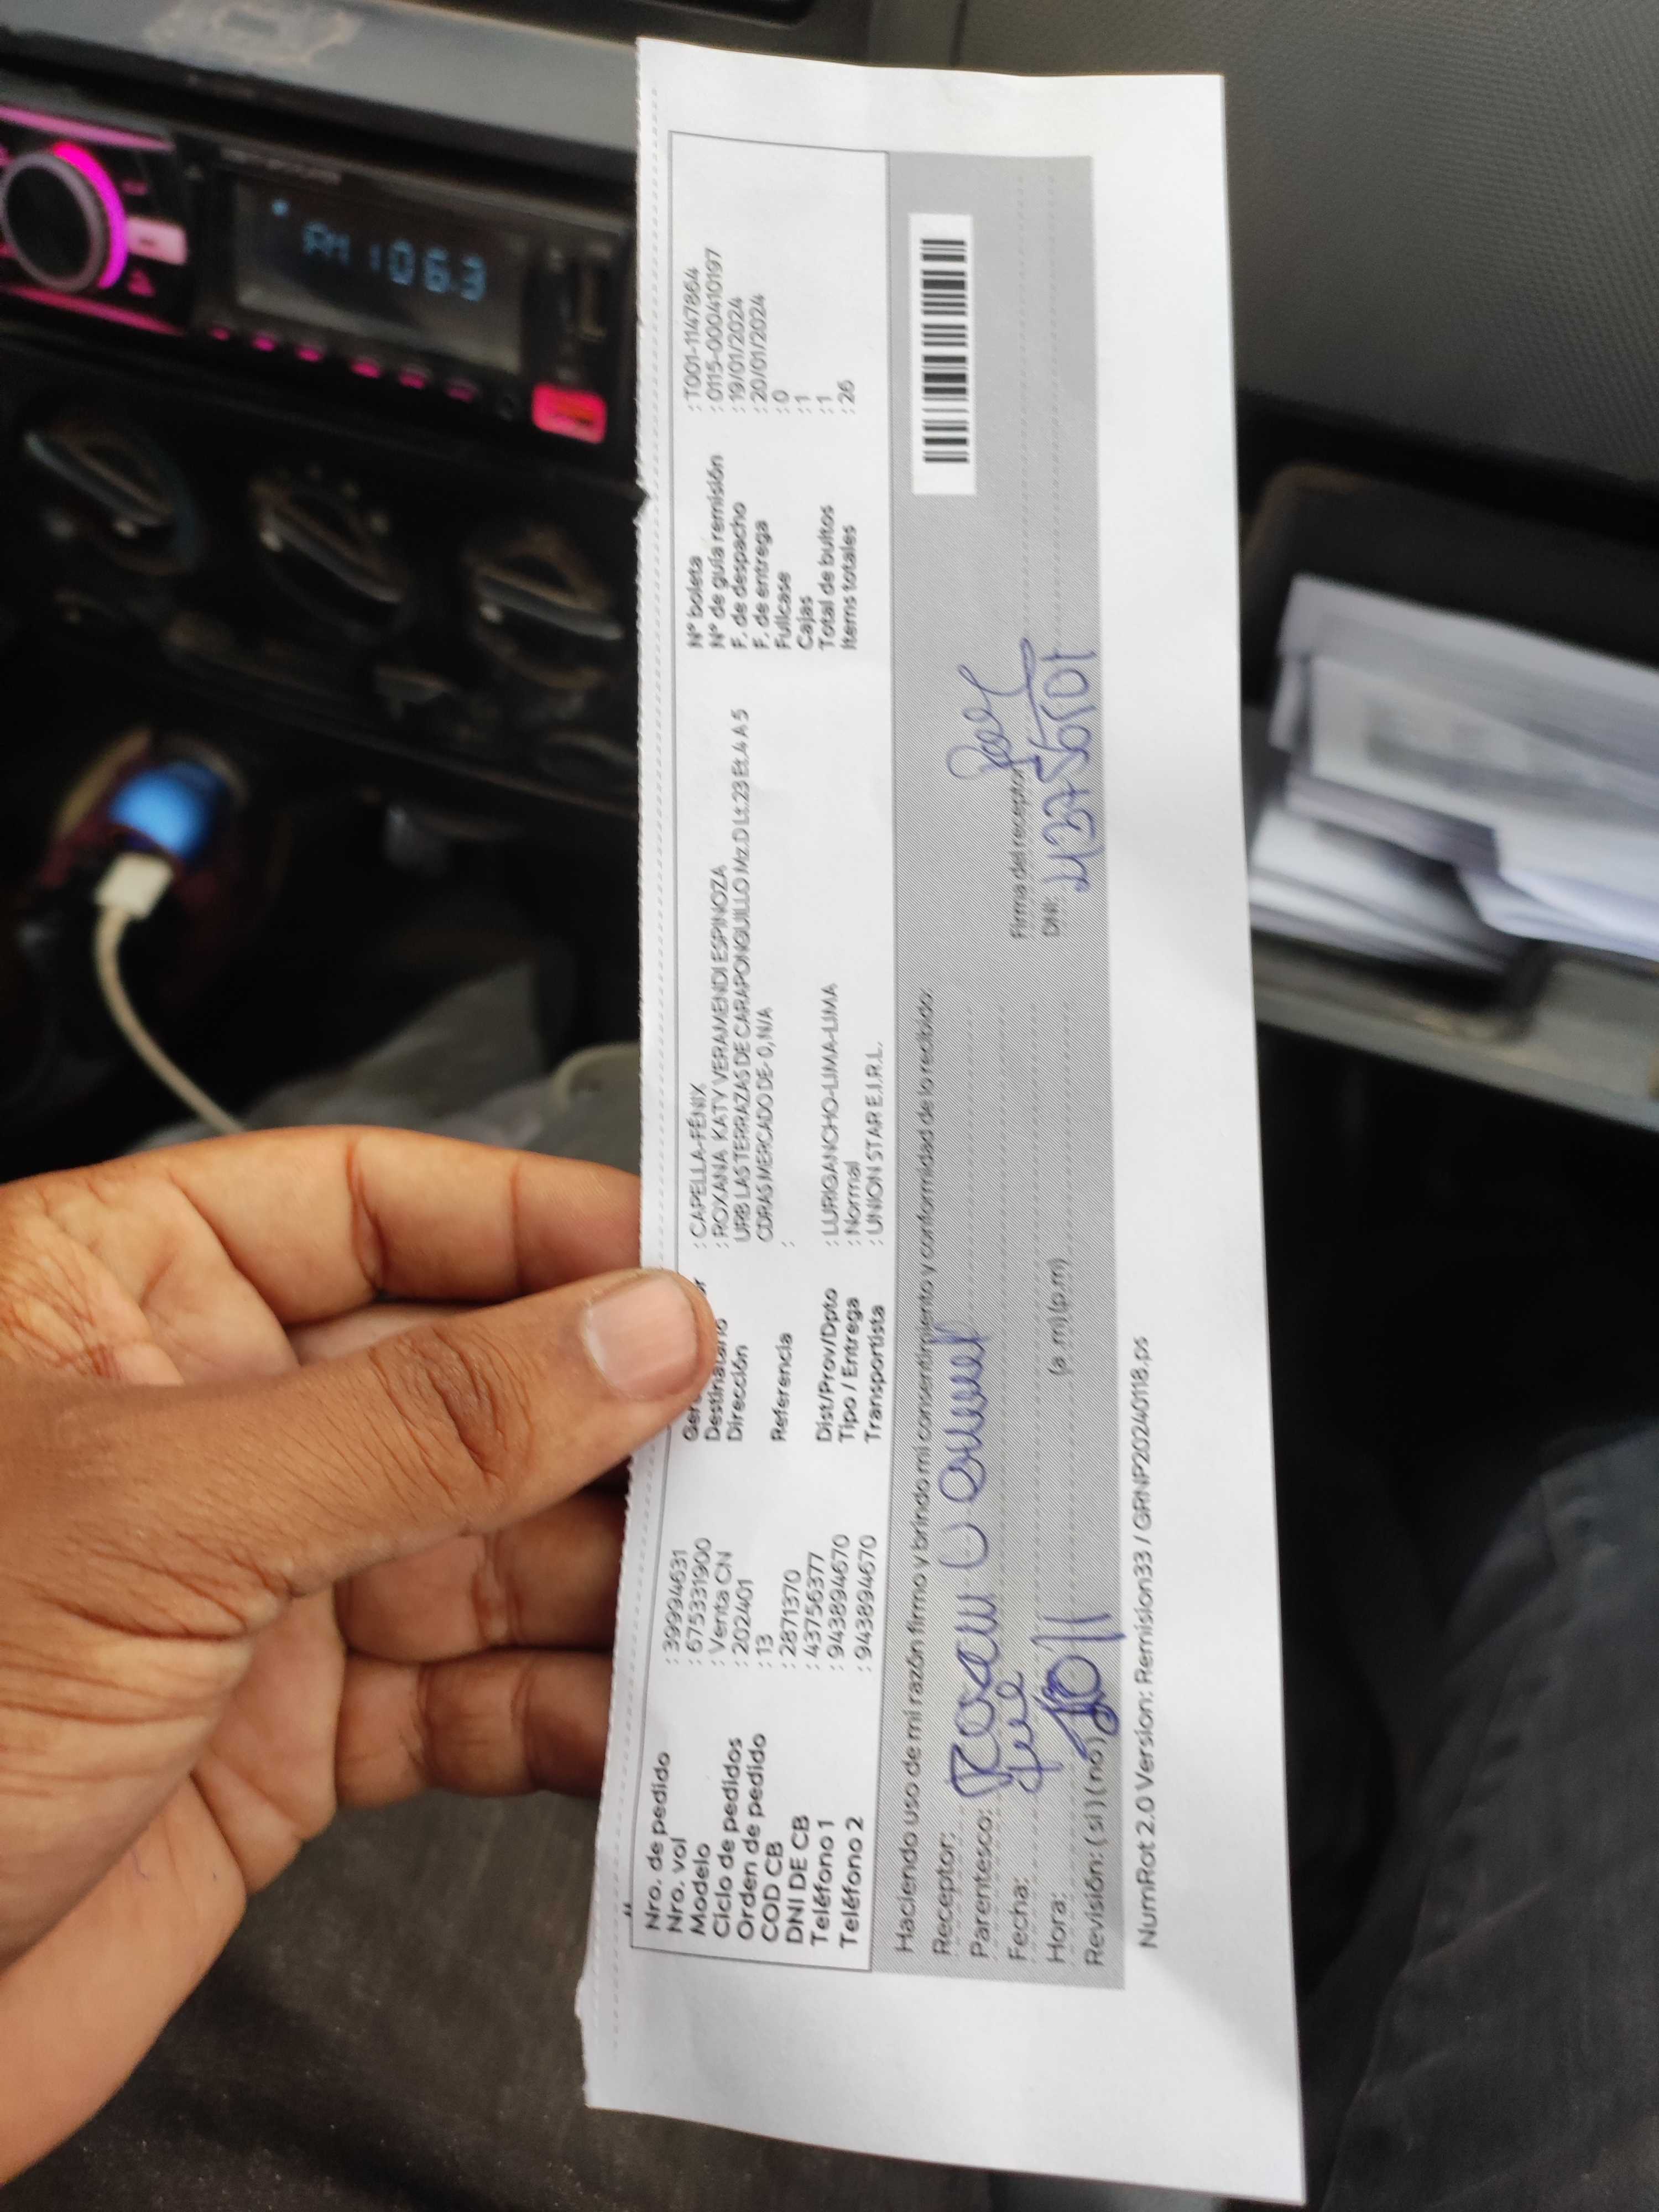 AM 106.3
Nro. de pedido : 39994631
Nro. vol : 675331900
Modelo : Venta CN
Ciclo de pedidos : 202401
Orden de pedido : 13
COD CB : 2871370
DNI DE CB : 43756377
Teléfono 1 : 943894670
Teléfono 2 : 943894670
: CAPELLA-FÉNIX
Destinatario : ROXANA KATY VERAMENDI ESPINOZA
Dirección URB LAS TERRAZAS DE CARAPONGUILLO Mz.D Lt.23 Et.4 A 5
CDRAS MERCADO DE- 0,N/A
Referencia :
Dist/Prov/Dpto : LURIGANCHO-LIMA-LIMA
Tipo / Entrega : Normal
Transportista : UNION STAR E.I.R.L.
N° boleta : T001-1147864
N° de guía remisión : 0115-000410197
F. de despacho : 19/01/2024
F. de entrega : 20/01/2024
Fullcase : 0
Cajas : 1
Total de bultos : 1
Items totales : 26
Haciendo uso de mi razón firmo y brindo mi consentimiento y conformidad de lo recibido:
Receptor:
Parentesco:
Fecha:
Hora: (a.m) (p.m)
Revisión: ( si ) ( no )
Firma del receptor
DNI:
NumRot 2.0 Version: Remision33 / GRNP20240118.ps